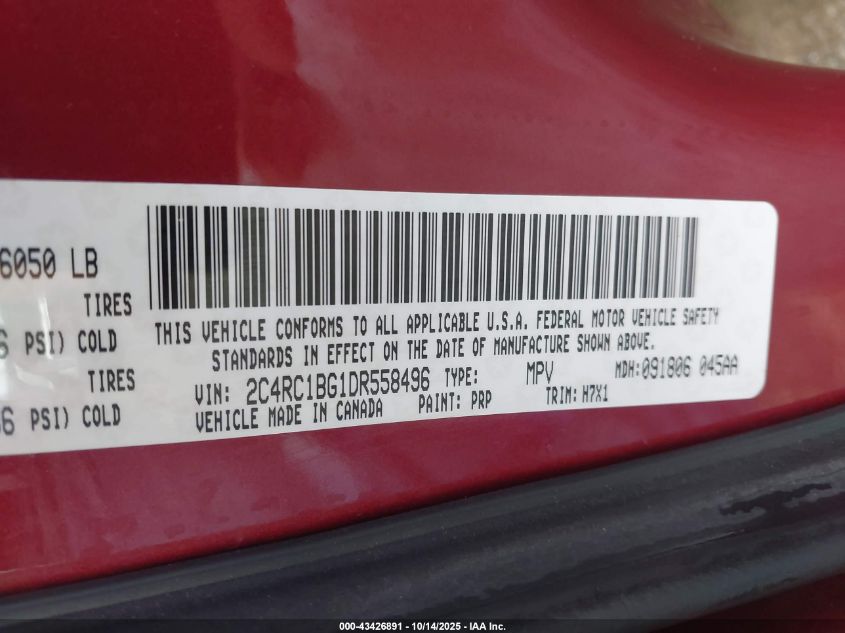 6050 LB
TIRES
6 PSI) COLD
TIRES
6 PSI) COLD
THIS VEHICLE CONFORMS TO ALL APPLICABLE U.S.A. FEDERAL MOTOR VEHICLE SAFETY
STANDARDS IN EFFECT ON THE DATE OF MANUFACTURE SHOWN ABOVE.
VIN: 2C4RC1BG1DR558496 TYPE: MPV MDH:091806 045AA
VEHICLE MADE IN CANADA PAINT: PRP TRIM: H7X1
000-43426891 | 10/14/2025 - IAA Inc.